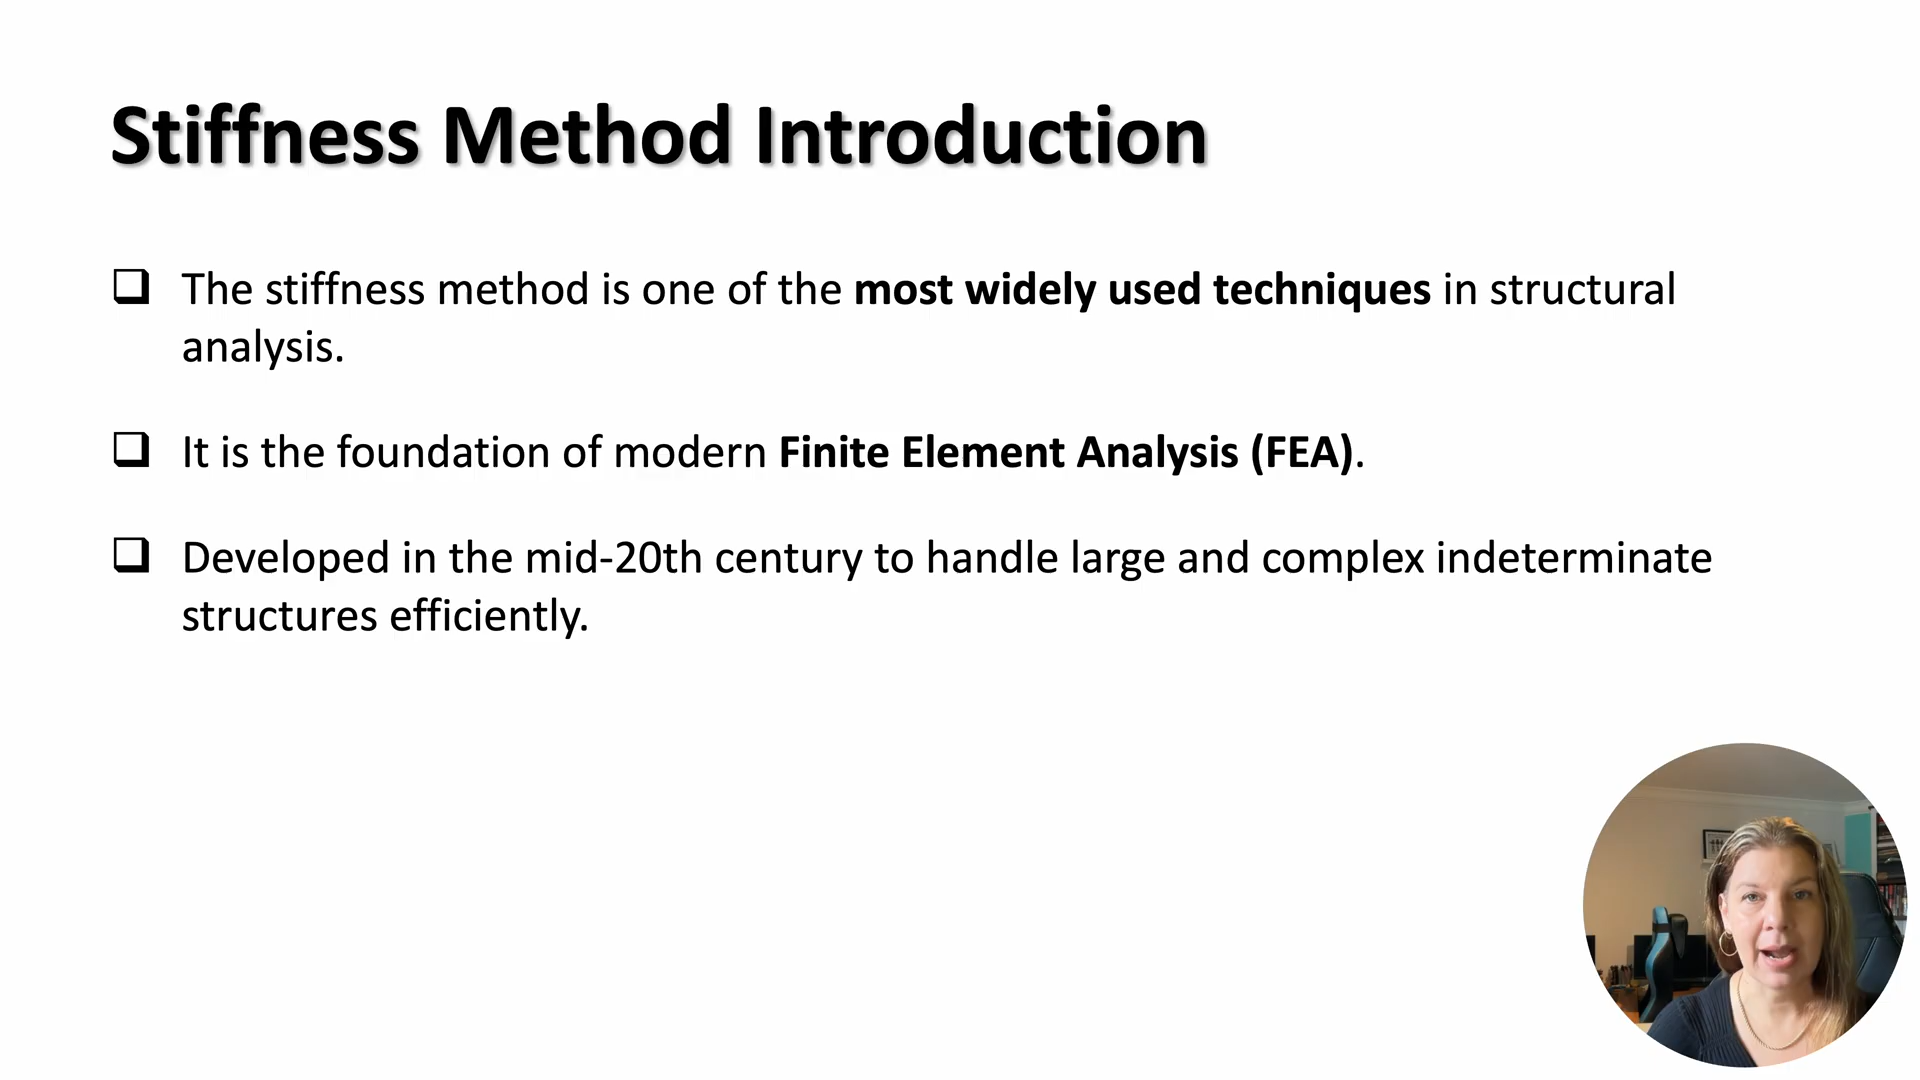 Stiffness Method Introduction
The stiffness method is one of the most widely used techniques in structural
analysis.
It is the foundation of modern Finite Element Analysis (FEA).
Developed in the mid-20th century to handle large and complex indeterminate
structures efficiently.